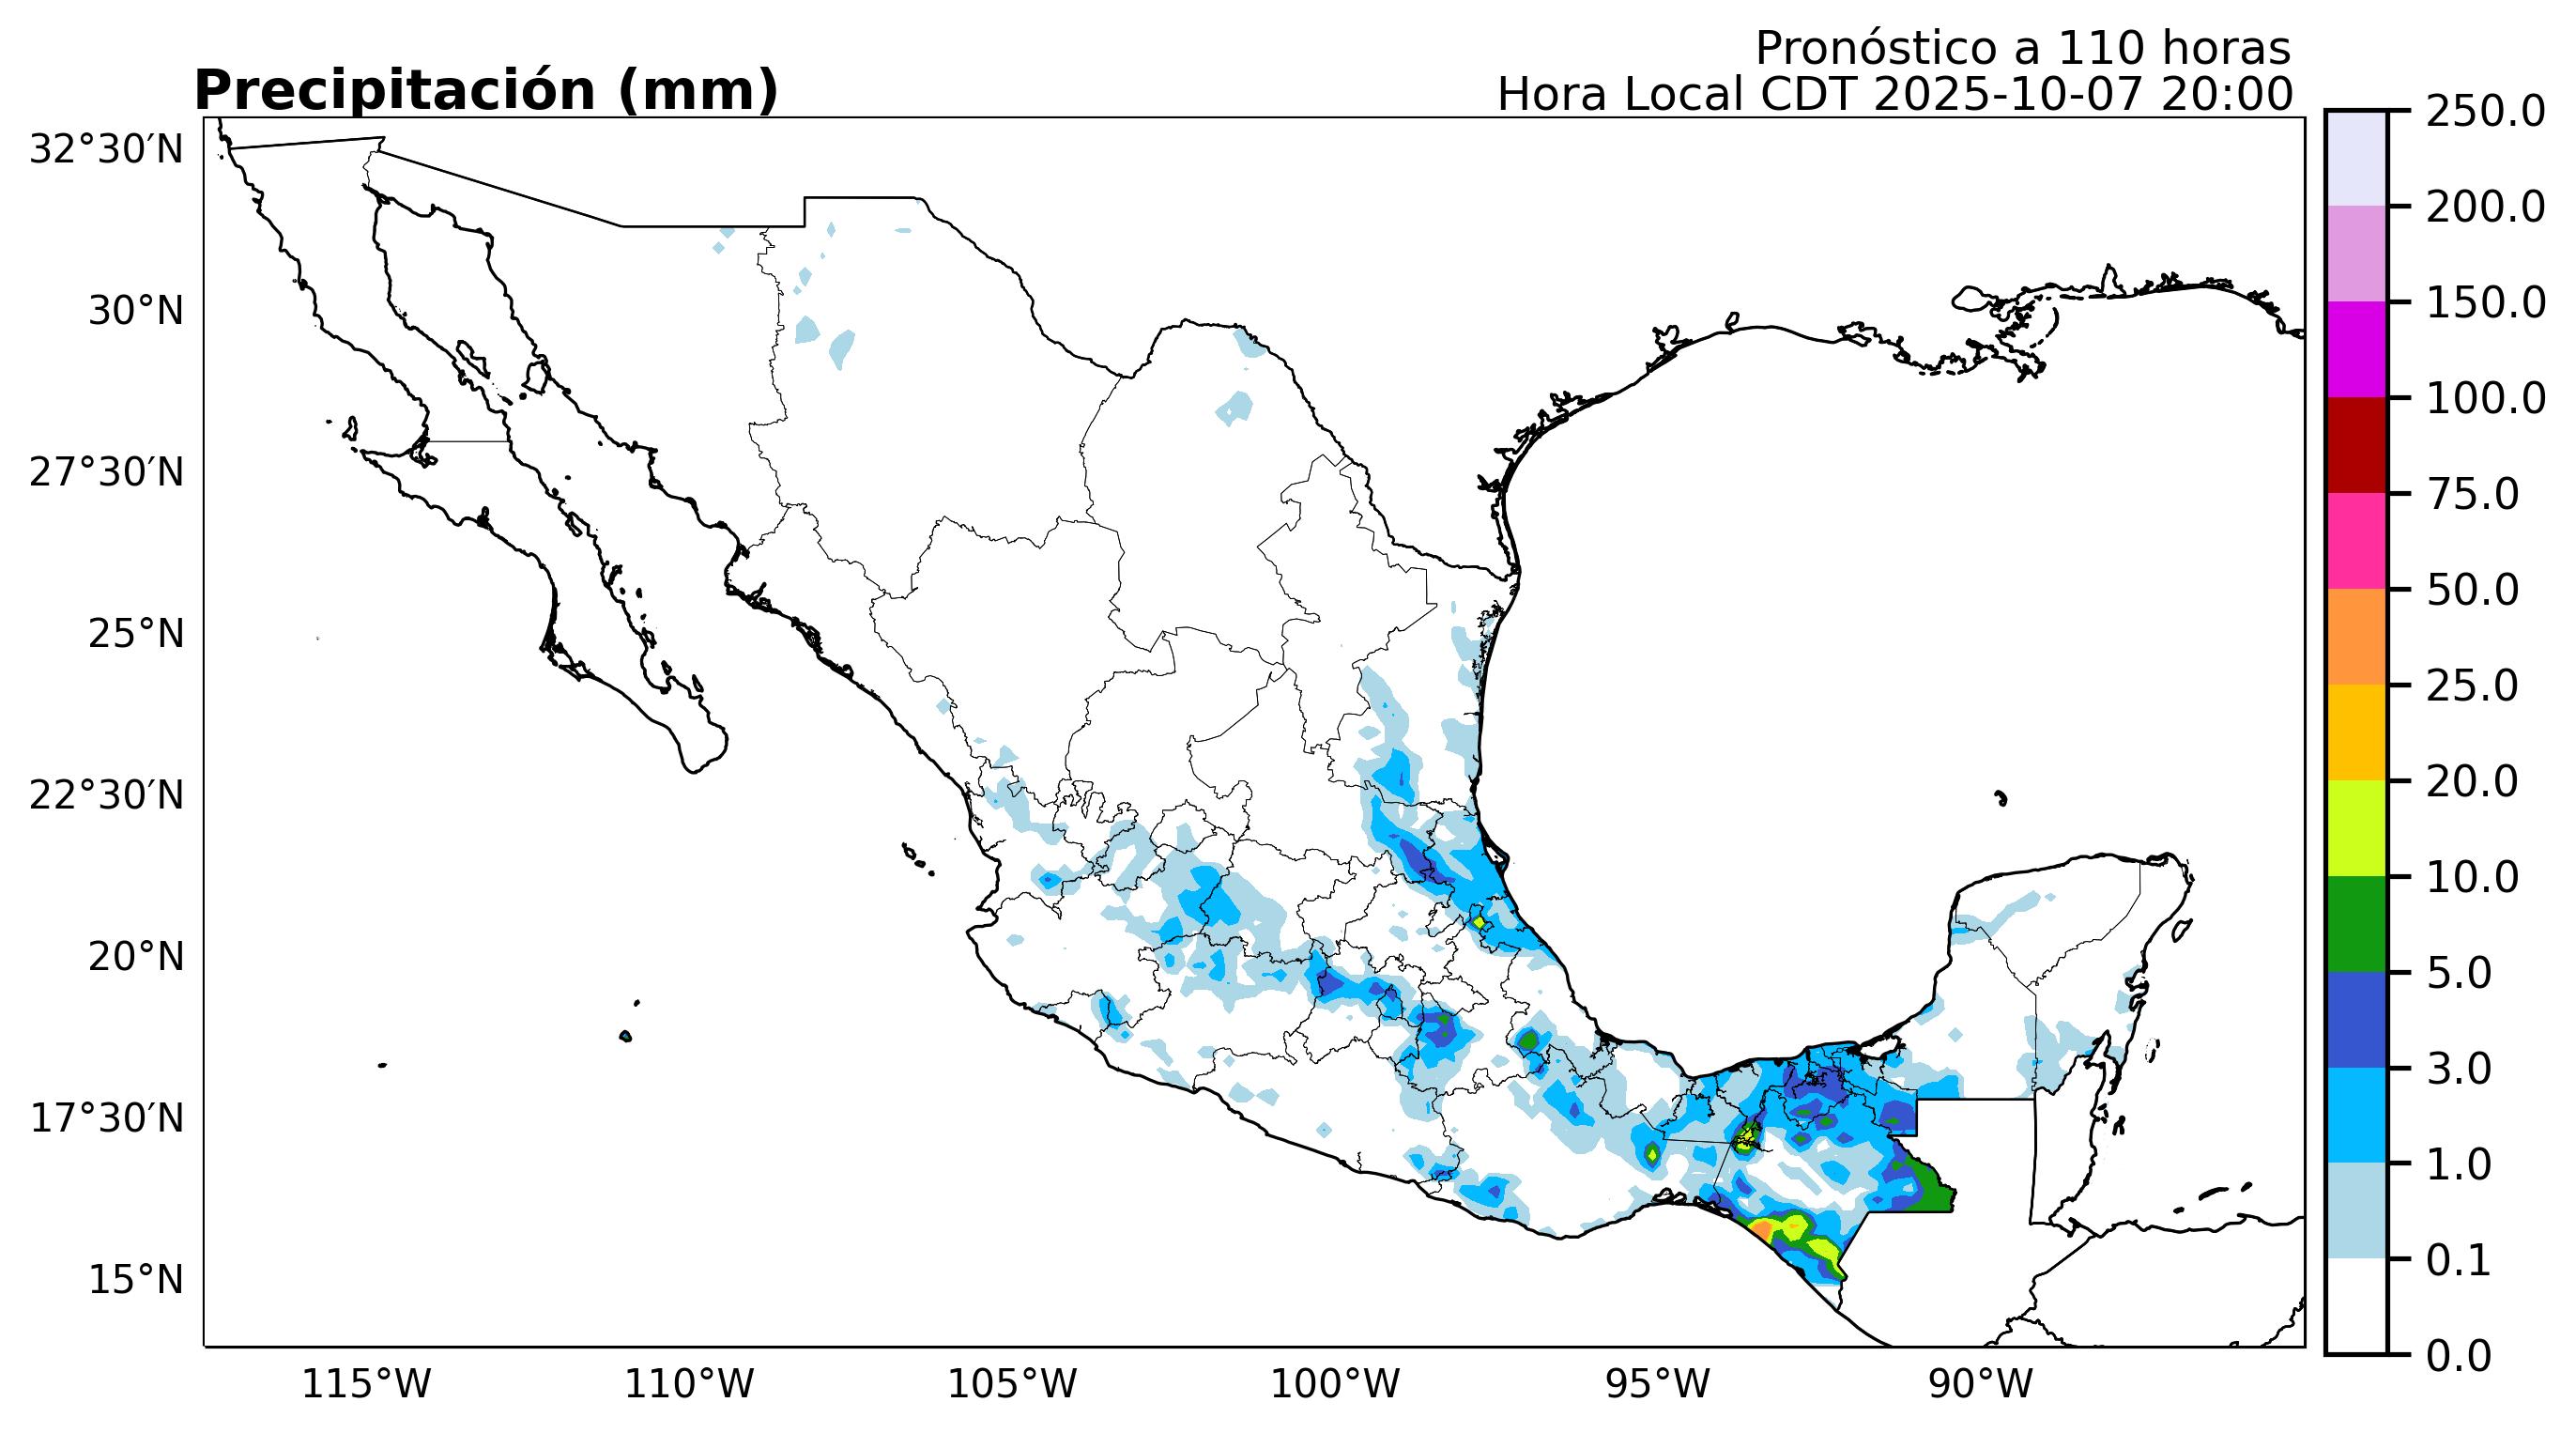 Pronóstico a 110 horas
Precipitación (mm)
Hora Local CDT 2025-10-07 20:00
32°30′N
30°N
27°30′N
25°N
22°30′N
20°N
17°30′N
15°N
115°W
110°W
105°W
100°W
95°W
90°W
250.0
200.0
150.0
100.0
75.0
50.0
25.0
20.0
10.0
5.0
3.0
1.0
0.1
0.0